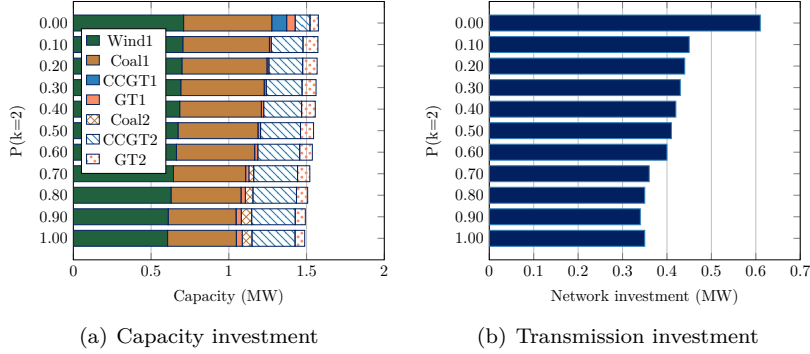 0.00
0.10
0.20
0.30
0.40
0.50
0.60
0.70
0.80
0.90
1.00
P(k=2)
Wind1
Coal1
CCGT1
GT1
Coal2
CCGT2
GT2
0
0.5
1
1.5
2
Capacity (MW)
(a) Capacity investment
0.00
0.10
0.20
0.30
0.40
0.50
0.60
0.70
0.80
0.90
1.00
P(k=2)
0
0.1
0.2
0.3
0.4
0.5
0.6
0.7
Network investment (MW)
(b) Transmission investment